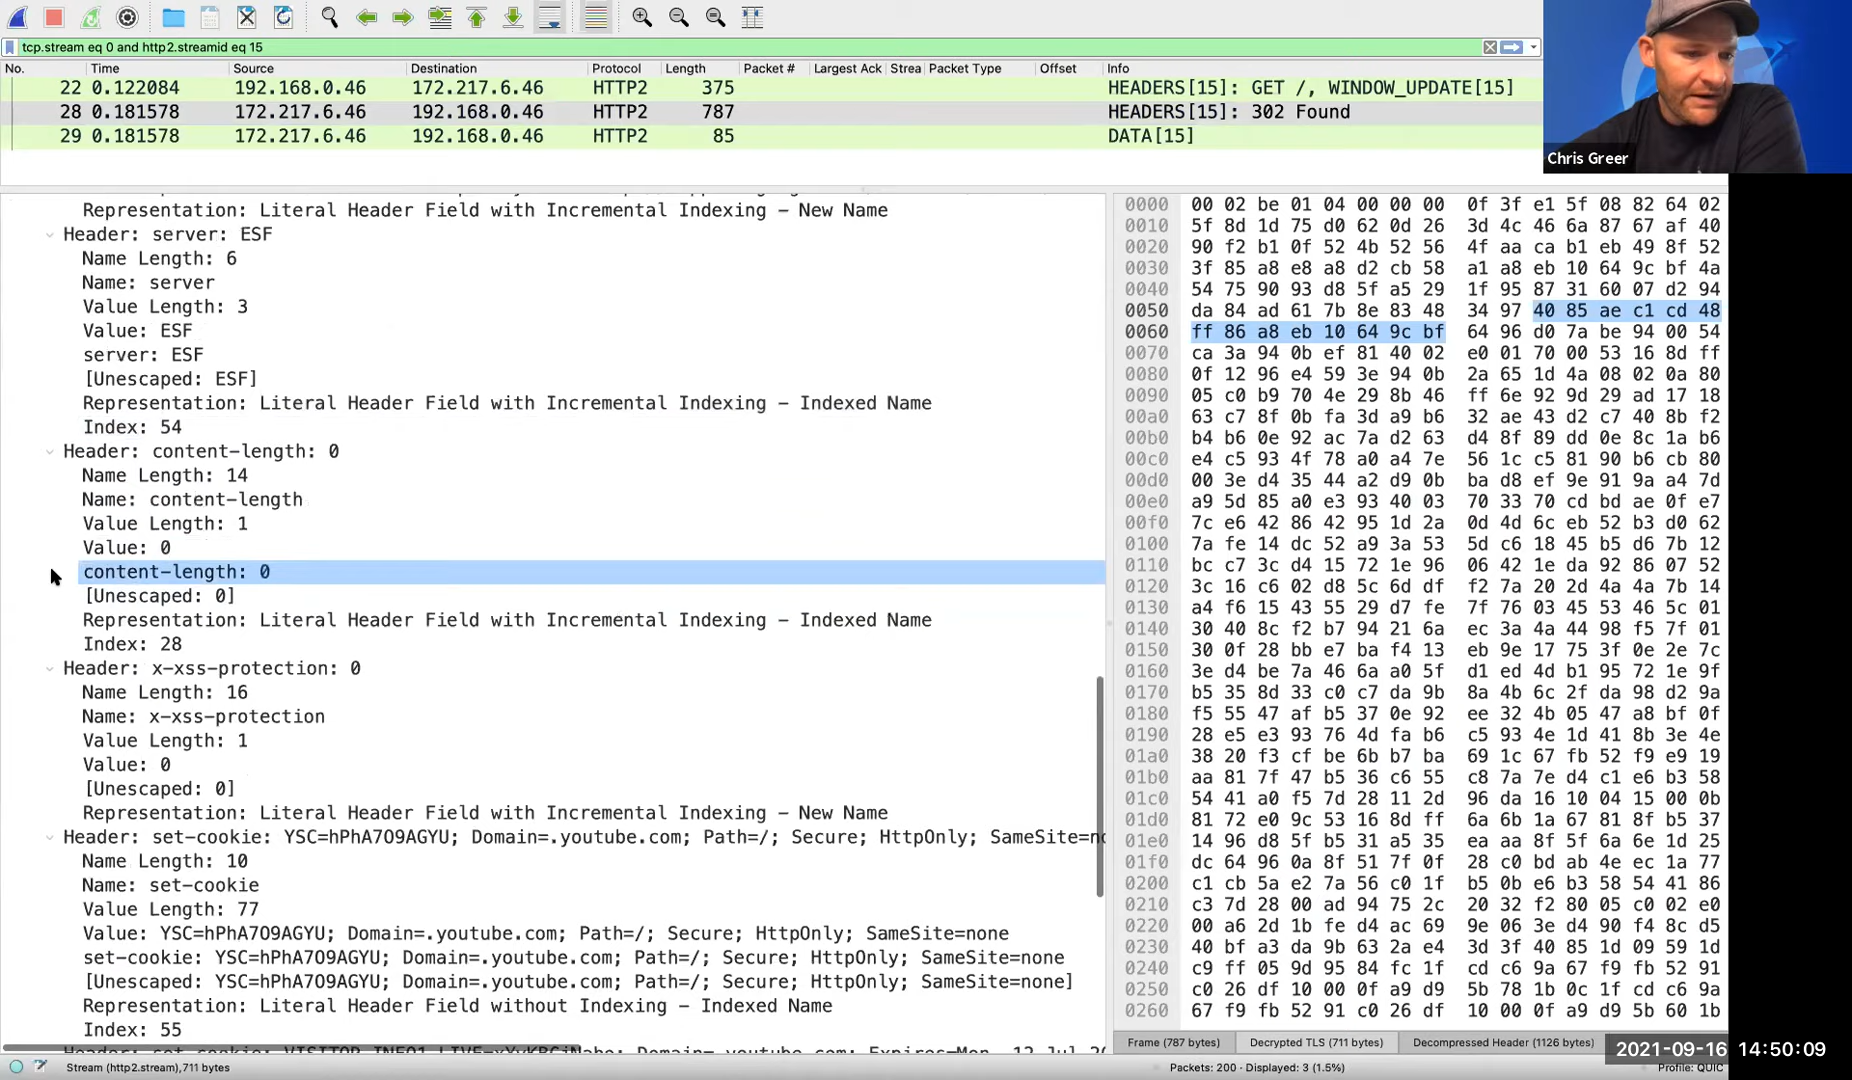 tcp.stream eq 0 and http2.streamid eq 15
No. Time Source Destination Protocol Length Packet # Largest Ack Strea Packet Type Offset Info
22 0.122084 192.168.0.46 172.217.6.46 HTTP2 375 HEADERS[15]: GET /, WINDOW_UPDATE[15]
28 0.181578 172.217.6.46 192.168.0.46 HTTP2 787 HEADERS[15]: 302 Found
29 0.181578 172.217.6.46 192.168.0.46 HTTP2 85 DATA[15]
Chris Greer
Representation: Literal Header Field with Incremental Indexing – New Name
Header: server: ESF
Name Length: 6
Name: server
Value Length: 3
Value: ESF
server: ESF
[Unescaped: ESF]
Representation: Literal Header Field with Incremental Indexing – Indexed Name
Index: 54
Header: content-length: 0
Name Length: 14
Name: content-length
Value Length: 1
Value: 0
content-length: 0
[Unescaped: 0]
Representation: Literal Header Field with Incremental Indexing – Indexed Name
Index: 28
Header: x-xss-protection: 0
Name Length: 16
Name: x-xss-protection
Value Length: 1
Value: 0
[Unescaped: 0]
Representation: Literal Header Field with Incremental Indexing – New Name
Header: set-cookie: YSC=hPhA7O9AGYU; Domain=.youtube.com; Path=/; Secure; HttpOnly; SameSite=no
Name Length: 10
Name: set-cookie
Value Length: 77
Value: YSC=hPhA7O9AGYU; Domain=.youtube.com; Path=/; Secure; HttpOnly; SameSite=none
set-cookie: YSC=hPhA7O9AGYU; Domain=.youtube.com; Path=/; Secure; HttpOnly; SameSite=none
[Unescaped: YSC=hPhA7O9AGYU; Domain=.youtube.com; Path=/; Secure; HttpOnly; SameSite=none]
Representation: Literal Header Field without Indexing – Indexed Name
Index: 55
0000 00 02 be 01 04 00 00 00 0f 3f e1 5f 08 82 64 02
0010 5f 8d 1d 75 d0 62 0d 26 3d 4c 46 6a 87 67 af 40
0020 90 f2 b1 0f 52 4b 52 56 4f aa ca b1 eb 49 8f 52
0030 3f 85 a8 e8 a8 d2 cb 58 a1 a8 eb 10 64 9c bf 4a
0040 54 75 90 93 d8 5f a5 29 1f 95 87 31 60 07 d2 94
0050 da 84 ad 61 7b 8e 83 48 34 97 40 85 ae c1 cd 48
0060 ff 86 a8 eb 10 64 9c bf 64 96 d0 7a be 94 00 54
0070 ca 3a 94 0b ef 81 40 02 e0 01 70 00 53 16 8d ff
0080 0f 12 96 e4 59 3e 94 0b 2a 65 1d 4a 08 02 0a 80
0090 05 c0 b9 70 4e 29 8b 46 ff 6e 92 9d 29 ad 17 18
00a0 63 c7 8f 0b fa 3d a9 b6 32 ae 43 d2 c7 40 8b f2
00b0 b4 b6 0e 92 ac 7a d2 63 d4 8f 89 dd 0e 8c 1a b6
00c0 e4 c5 93 4f 78 a0 a4 7e 56 1c c5 81 90 b6 cb 80
00d0 00 3e d4 35 44 a2 d9 0b ba d8 ef 9e 91 9a a4 7d
00e0 a9 5d 85 a0 e3 93 40 03 70 33 70 cd bd ae 0f e7
00f0 7c e6 42 86 42 95 1d 2a 0d 4d 6c eb 52 b3 d0 62
0100 7a fe 14 dc 52 a9 3a 53 5d c6 18 45 b5 d6 7b 12
0110 bc c7 3c d4 15 72 1e 96 06 42 1e da 92 86 07 52
0120 3c 16 c6 02 d8 5c 6d df f2 7a 20 2d 4a 4a 7b 14
0130 a4 f6 15 43 55 29 d7 fe 7f 76 03 45 53 46 5c 01
0140 30 40 8c f2 b7 94 21 6a ec 3a 4a 44 98 f5 7f 01
0150 30 0f 28 bb e7 ba f4 13 eb 9e 17 75 3f 0e 2e 7c
0160 3e d4 be 7a 46 6a a0 5f d1 ed 4d b1 95 72 1e 9f
0170 b5 35 8d 33 c0 c7 da 9b 8a 4b 6c 2f da 98 d2 9a
0180 f5 55 47 af b5 37 0e 92 ee 32 4b 05 47 a8 bf 0f
0190 28 e5 e3 93 76 4d fa b6 c5 93 4e 1d 41 8b 3e 4e
01a0 38 20 f3 cf be 6b b7 ba 69 1c 67 fb 52 f9 e9 19
01b0 aa 81 7f 47 b5 36 c6 55 c8 7a 7e d4 c1 e6 b3 58
01c0 54 41 a0 f5 7d 28 11 2d 96 da 16 10 04 15 00 0b
01d0 81 72 e0 9c 53 16 8d ff 6a 6b 1a 67 81 8f b5 37
01e0 14 96 d8 5f b5 31 a5 35 ea aa 8f 5f 6a 6e 1d 25
01f0 dc 64 96 0a 8f 51 7f 0f 28 c0 bd ab 4e ec 1a 77
0200 c1 cb 5a e2 7a 56 c0 1f b5 0b e6 b3 58 54 41 86
0210 c3 7d 28 00 ad 94 75 2c 20 32 f2 80 05 c0 02 e0
0220 00 a6 2d 1b fe d4 ac 69 9e 06 3e d4 90 f4 8c d5
0230 40 bf a3 da 9b 63 2a e4 3d 3f 40 85 1d 09 59 1d
0240 c9 ff 05 9d 95 84 fc 1f cd c6 9a 67 f9 fb 52 91
0250 c0 26 df 10 00 0f a9 d9 5b 78 1b 0c 1f cd c6 9a
0260 67 f9 fb 52 91 c0 26 df 10 00 0f a9 d9 5b 60 1b
Frame (787 bytes) Decrypted TLS (711 bytes) Decompressed Header (1126 bytes)
2021-09-16 14:50:09
Stream (http2.stream),711 bytes Packets: 200 · Displayed: 3 (1.5%) Profile: QUIC